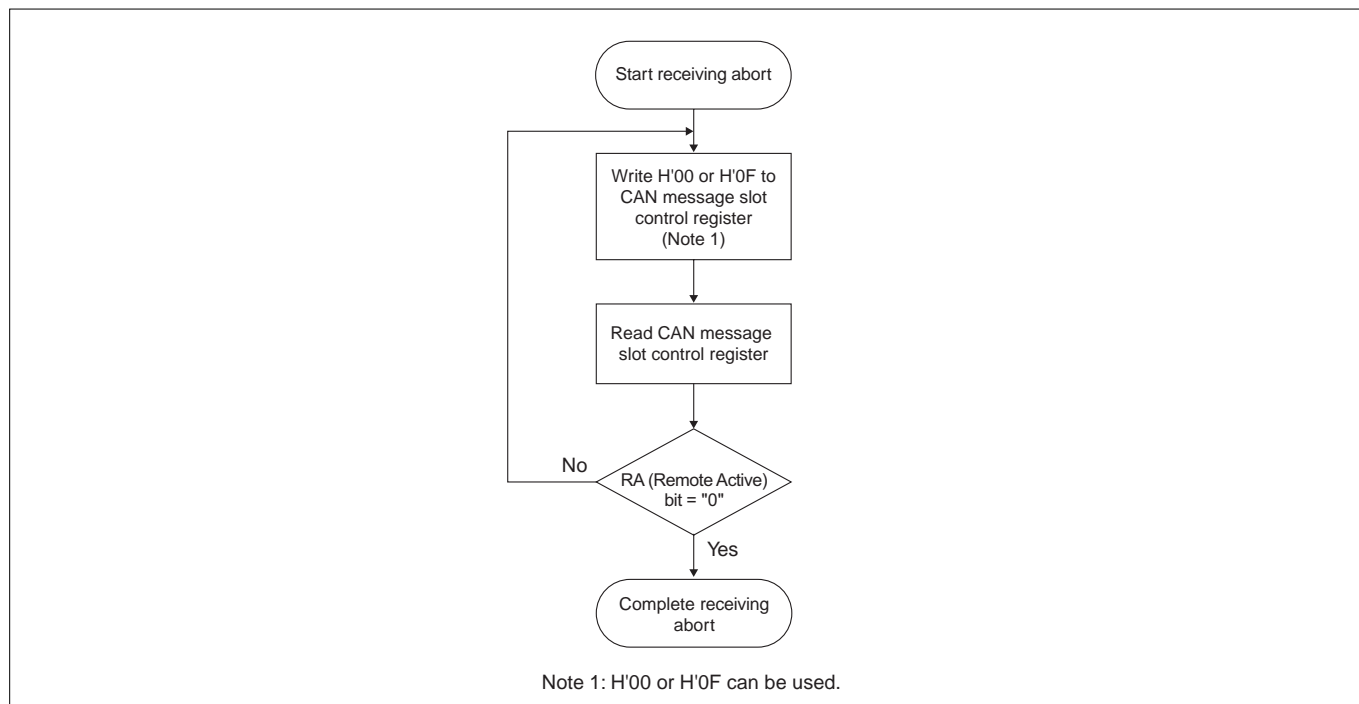 Start receiving abort
Write H'00 or H'0F to
CAN message slot
control register
(Note 1)
Read CAN message
slot control register
No
RA (Remote Active)
bit = "0"
Yes
Complete receiving
abort
Note 1: H'00 or H'0F can be used.